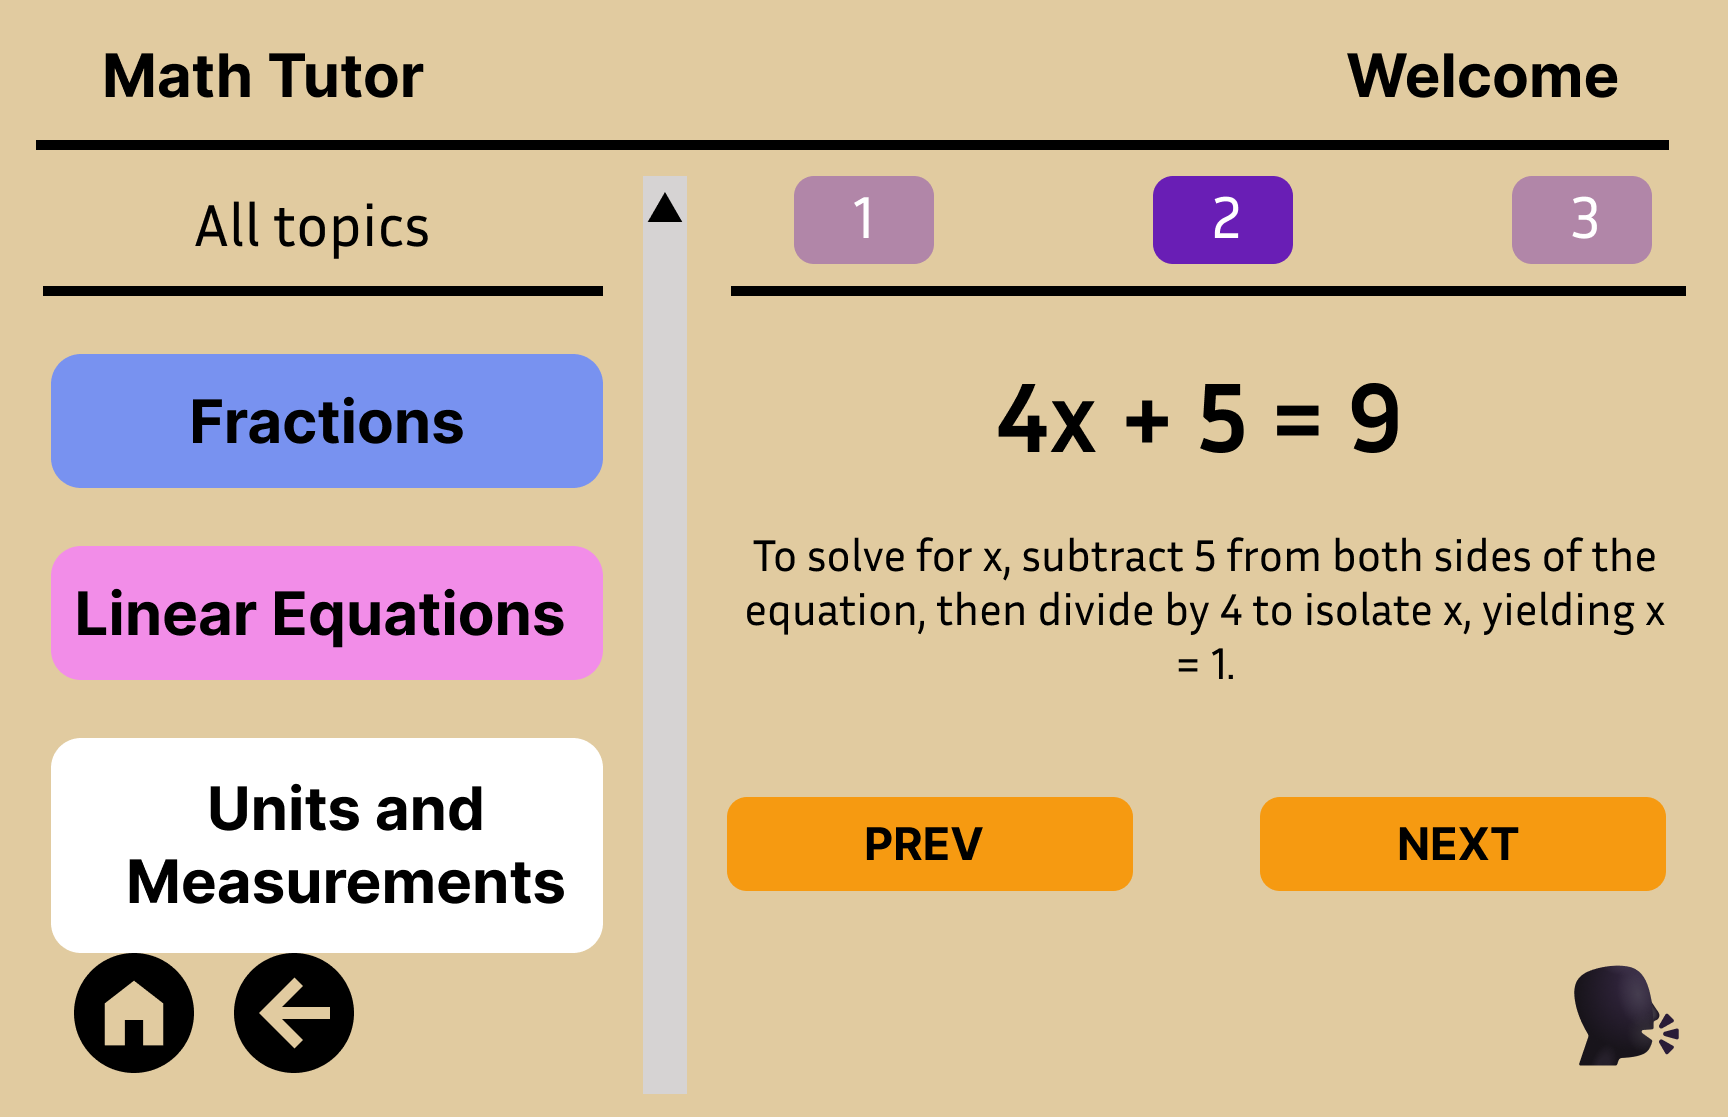 Math Tutor
Welcome
All topics
1
2
3
Fractions
Linear Equations
Units and
Measurements
4x + 5 = 9
To solve for x, subtract 5 from both sides of the
equation, then divide by 4 to isolate x, yielding x
= 1.
PREV
NEXT